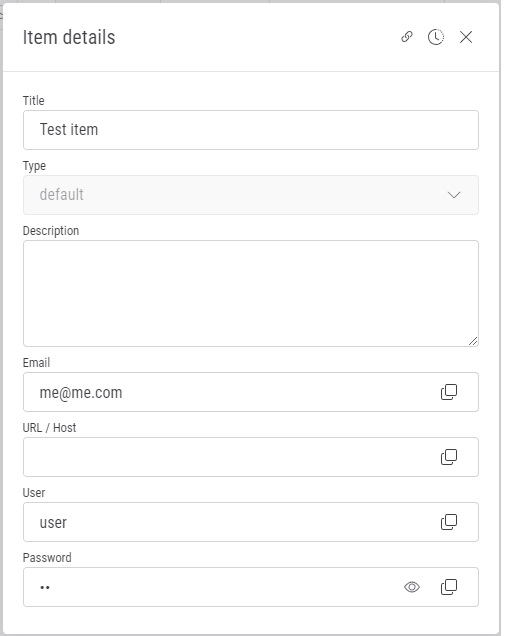 Item details
Title
Test item
Type
default
Description
Email
me@me.com
URL / Host
User
user
Password
••